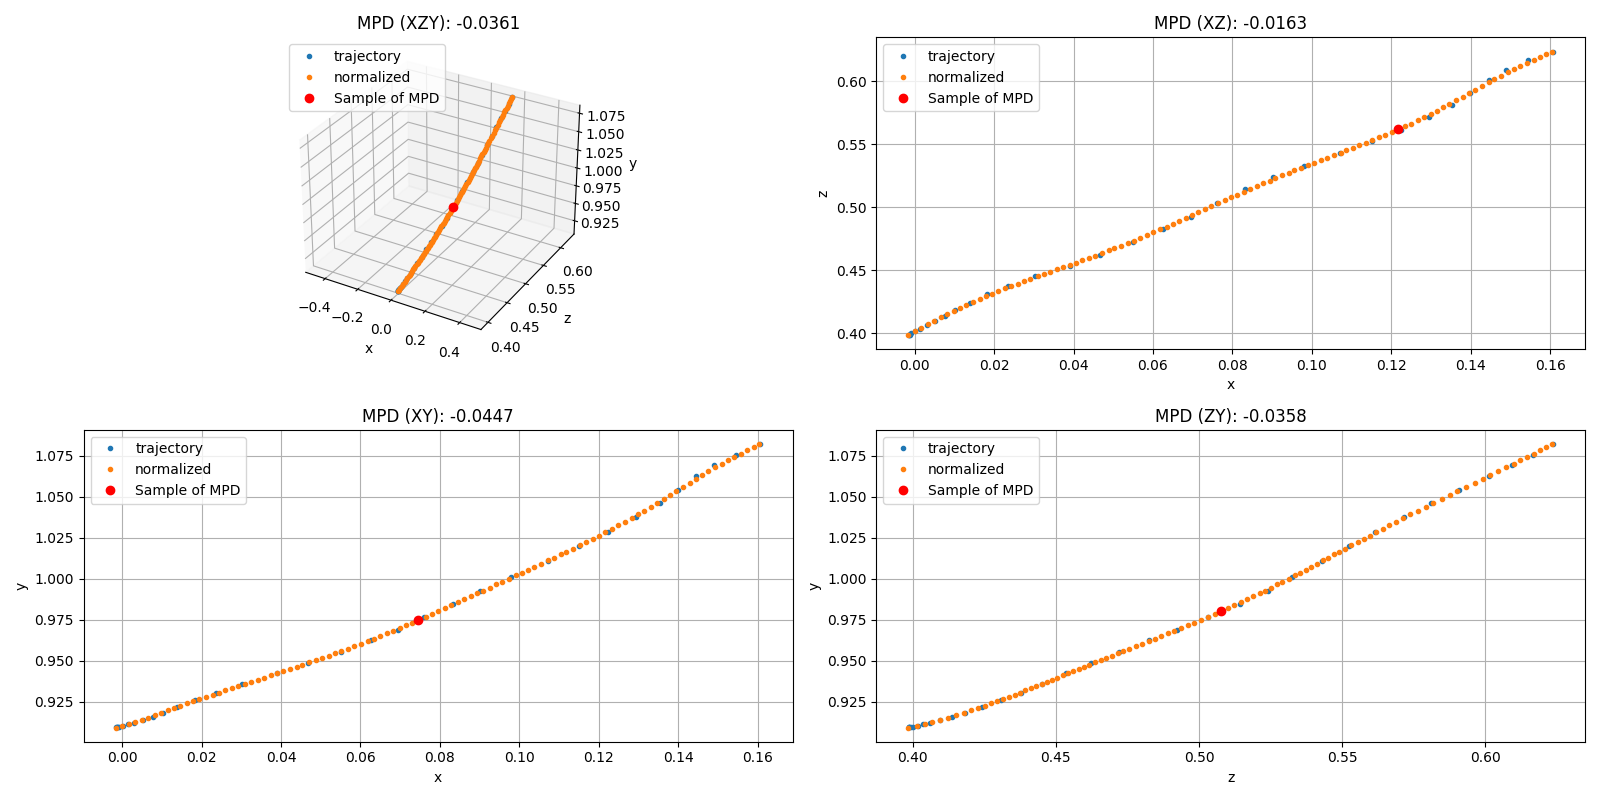 MPD (XZY): -0.0361
trajectory
normalized
Sample of MPD
1.075
1.050
1.025
1.000
0.975
0.950
0.925
y
−0.4
−0.2
0.0
0.2
0.4
x
0.40
0.45
0.50
0.55
0.60
z
MPD (XZ): -0.0163
trajectory
normalized
Sample of MPD
0.60
0.55
0.50
0.45
0.40
z
0.00 0.02 0.04 0.06 0.08 0.10 0.12 0.14 0.16
x
MPD (XY): -0.0447
trajectory
normalized
Sample of MPD
1.075
1.050
1.025
1.000
0.975
0.950
0.925
y
0.00 0.02 0.04 0.06 0.08 0.10 0.12 0.14 0.16
x
MPD (ZY): -0.0358
trajectory
normalized
Sample of MPD
1.075
1.050
1.025
1.000
0.975
0.950
0.925
y
0.40 0.45 0.50 0.55 0.60
z